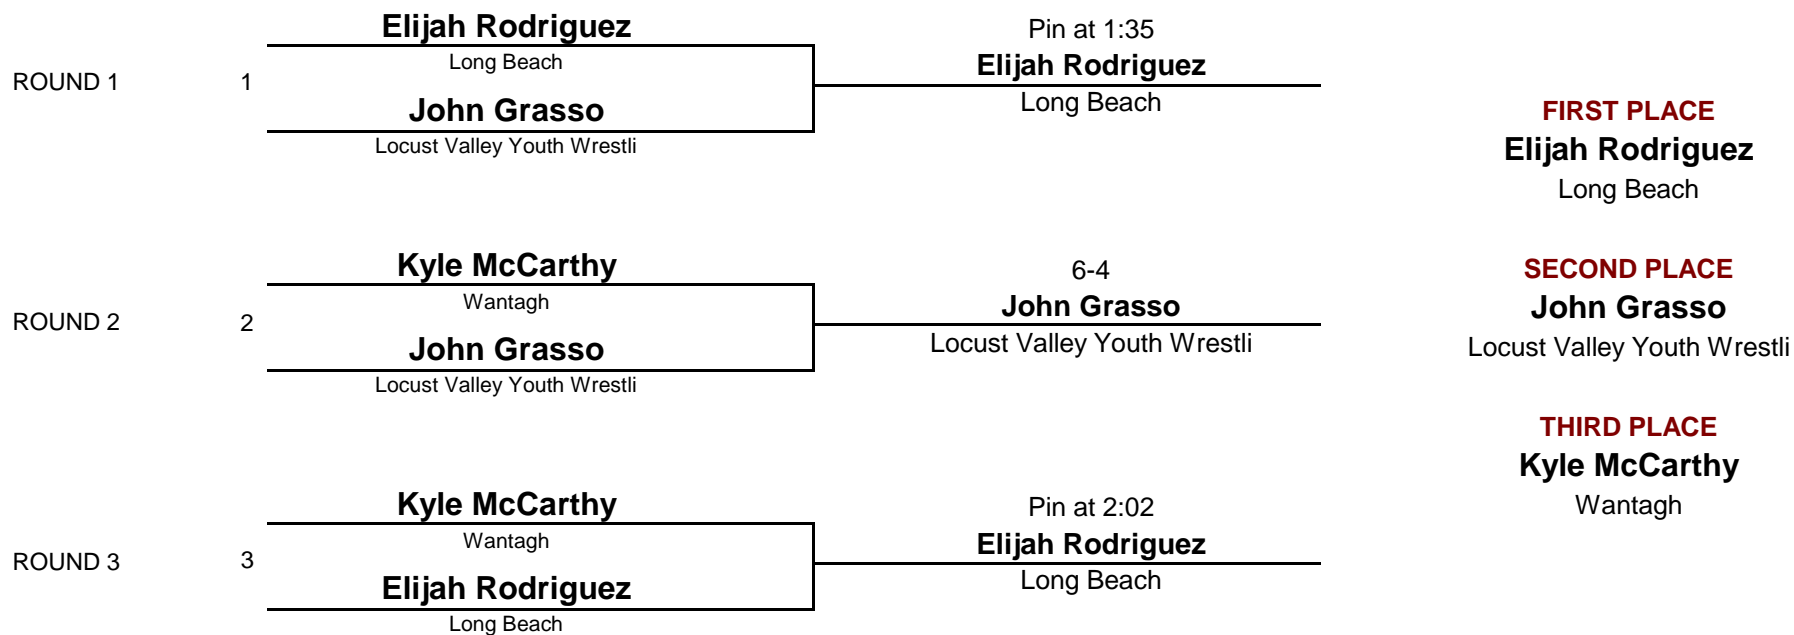 Elijah Rodriguez
Long Beach
ROUND 1
1
John Grasso
Locust Valley Youth Wrestli
Pin at 1:35
Elijah Rodriguez
Long Beach
Kyle McCarthy
Wantagh
ROUND 2
2
John Grasso
Locust Valley Youth Wrestli
6-4
John Grasso
Locust Valley Youth Wrestli
Kyle McCarthy
Wantagh
ROUND 3
3
Elijah Rodriguez
Long Beach
Pin at 2:02
Elijah Rodriguez
Long Beach
FIRST PLACE
Elijah Rodriguez
Long Beach
SECOND PLACE
John Grasso
Locust Valley Youth Wrestli
THIRD PLACE
Kyle McCarthy
Wantagh